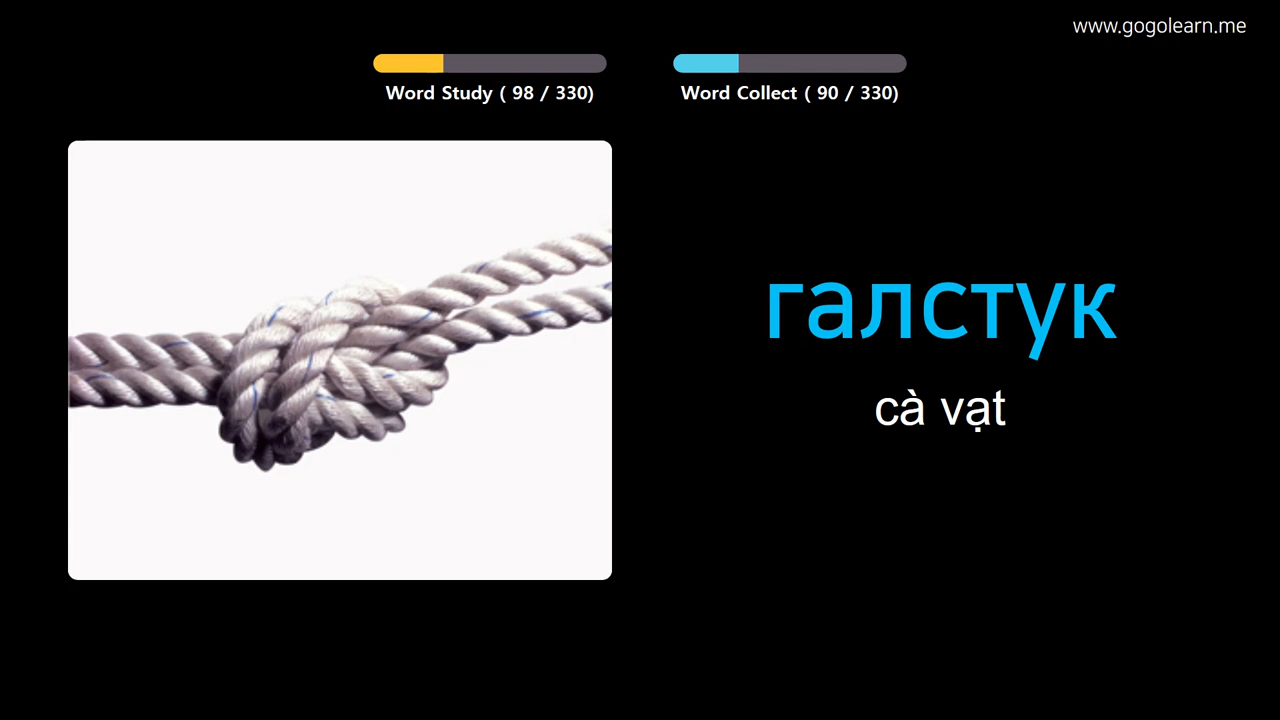 www.gogolearn.me
Word Study ( 98 / 330)
Word Collect ( 90 / 330)
галстук
cà vạt